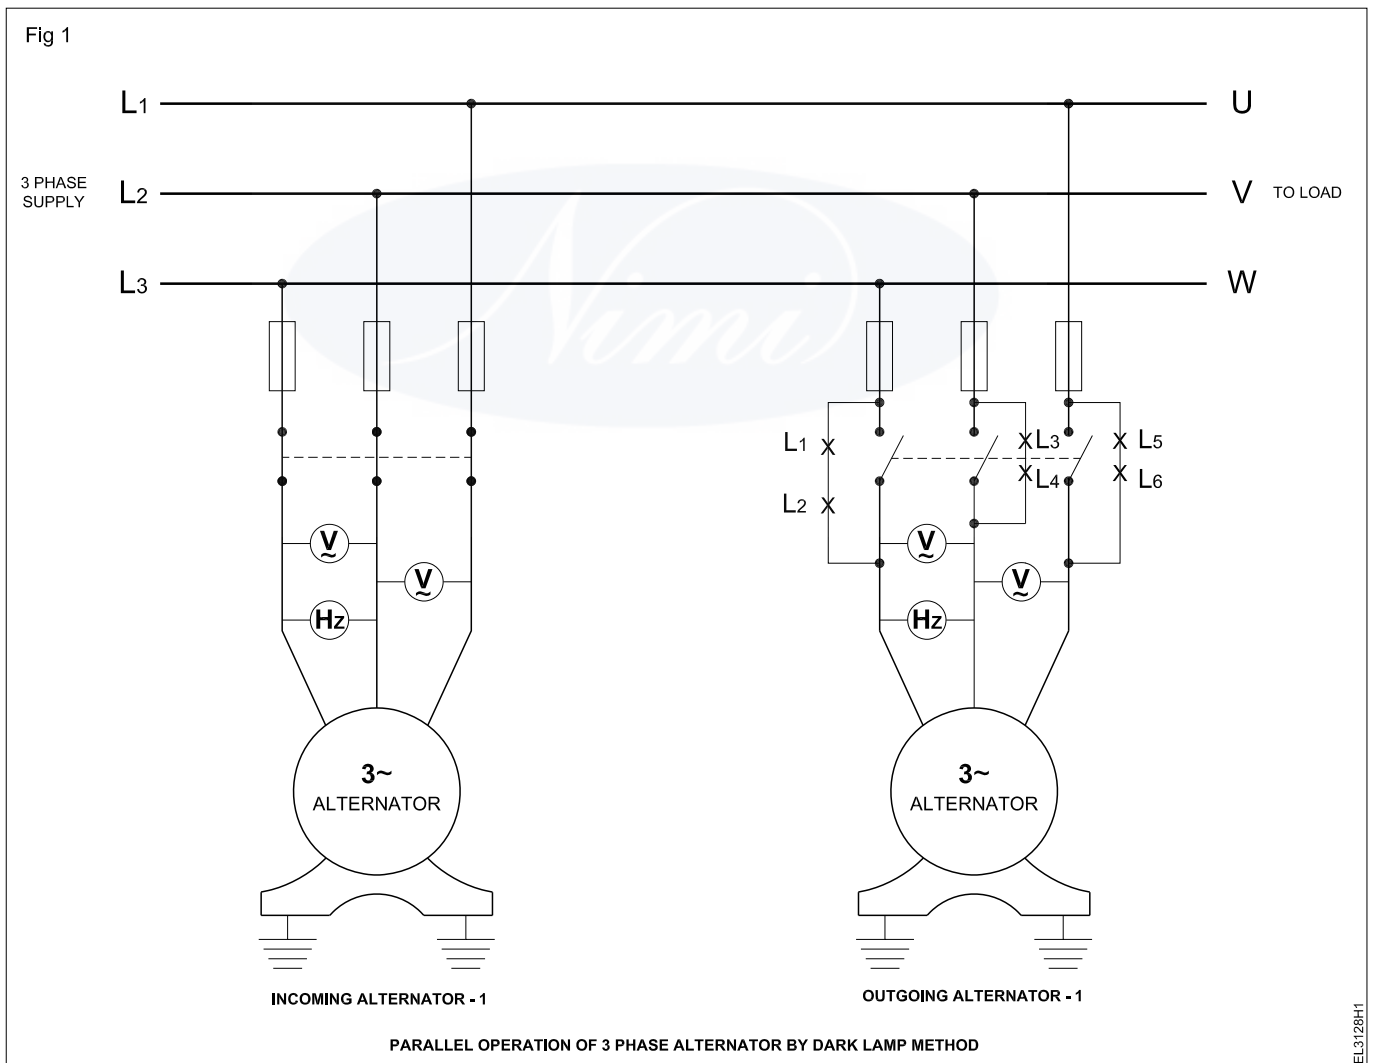 Fig 1
L1 U
3 PHASE
SUPPLY
L2 V TO LOAD
L3 W
Nimi
L1 L3 L5
L2 L4 L6
V V
V V
Hz Hz
3~ 3~
ALTERNATOR ALTERNATOR
INCOMING ALTERNATOR - 1 OUTGOING ALTERNATOR - 1
PARALLEL OPERATION OF 3 PHASE ALTERNATOR BY DARK LAMP METHOD
EL3128H1